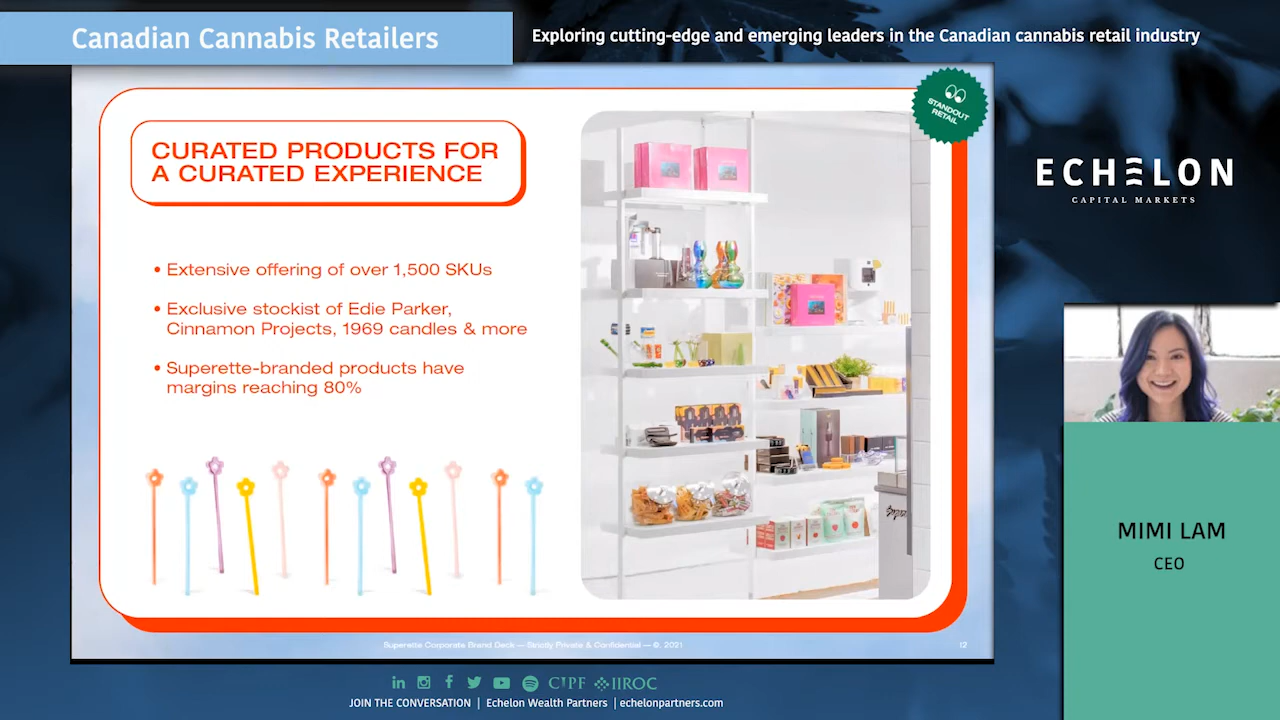 Canadian Cannabis Retailers
Exploring cutting-edge and emerging leaders in the Canadian cannabis retail industry
STANDOUT
RETAIL
CURATED PRODUCTS FOR
A CURATED EXPERIENCE
• Extensive offering of over 1,500 SKUs
• Exclusive stockist of Edie Parker,
Cinnamon Projects, 1969 candles & more
• Superette-branded products have
margins reaching 80%
Superette Corporate Brand Deck — Strictly Private & Confidential — ©, 2021
12
ECHELON
CAPITAL MARKETS
MIMI LAM
CEO
CIPF IIROC
JOIN THE CONVERSATION | Echelon Wealth Partners | echelonpartners.com